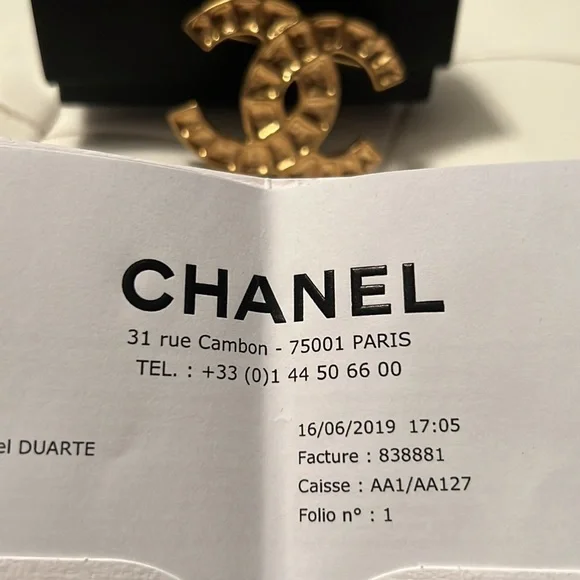 CHANEL
31 rue Cambon - 75001 PARIS
TEL. : +33 (0)1 44 50 66 00
16/06/2019 17:05
el DUARTE
Facture : 838881
Caisse : AA1/AA127
Folio n° : 1